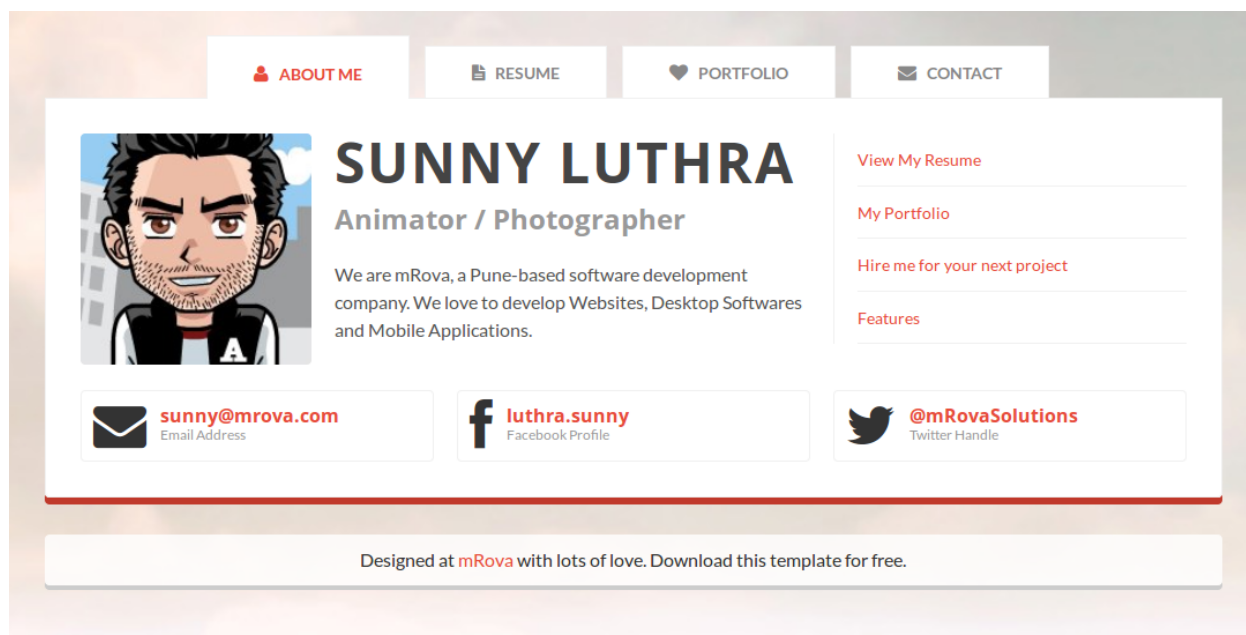 ABOUT ME
RESUME
PORTFOLIO
CONTACT
SUNNY LUTHRA
Animator / Photographer
We are mRova, a Pune-based software development
company. We love to develop Websites, Desktop Softwares
and Mobile Applications.
View My Resume
My Portfolio
Hire me for your next project
Features
A
sunny@mrova.com
Email Address
luthra.sunny
Facebook Profile
@mRovaSolutions
Twitter Handle
Designed at mRova with lots of love. Download this template for free.